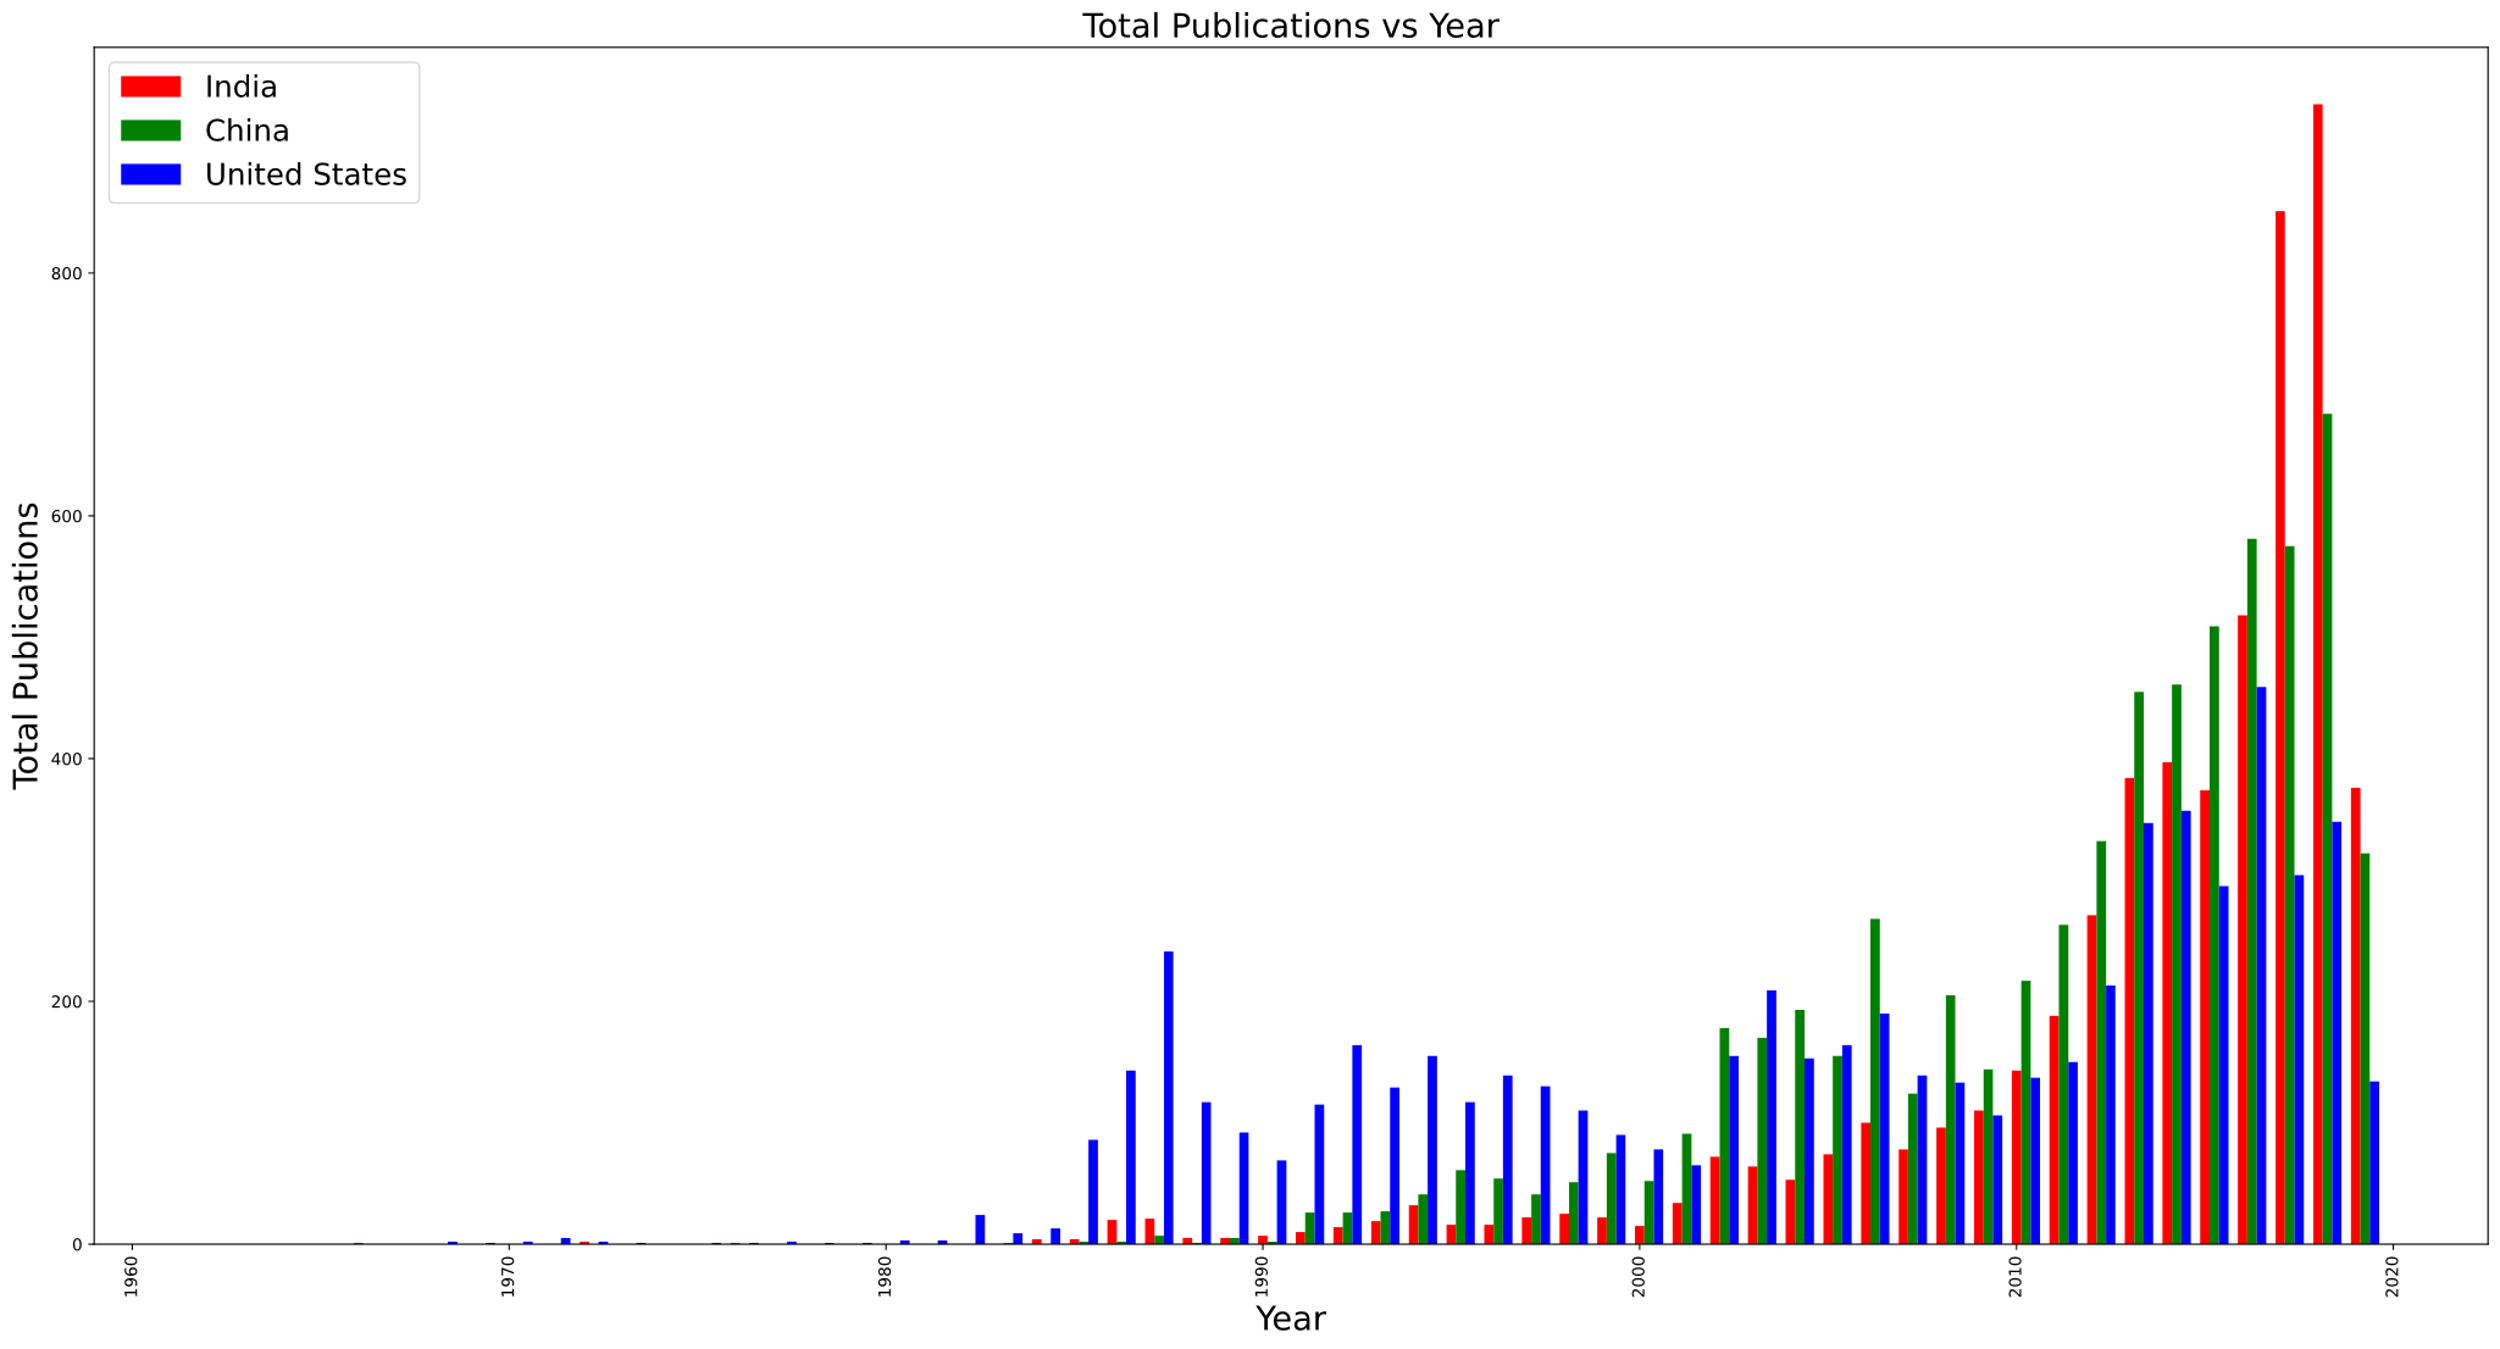 Total Publications vs Year
India
China
United States
Total Publications
800
600
400
200
0
1960
1970
1980
1990
2000
2010
2020
Year